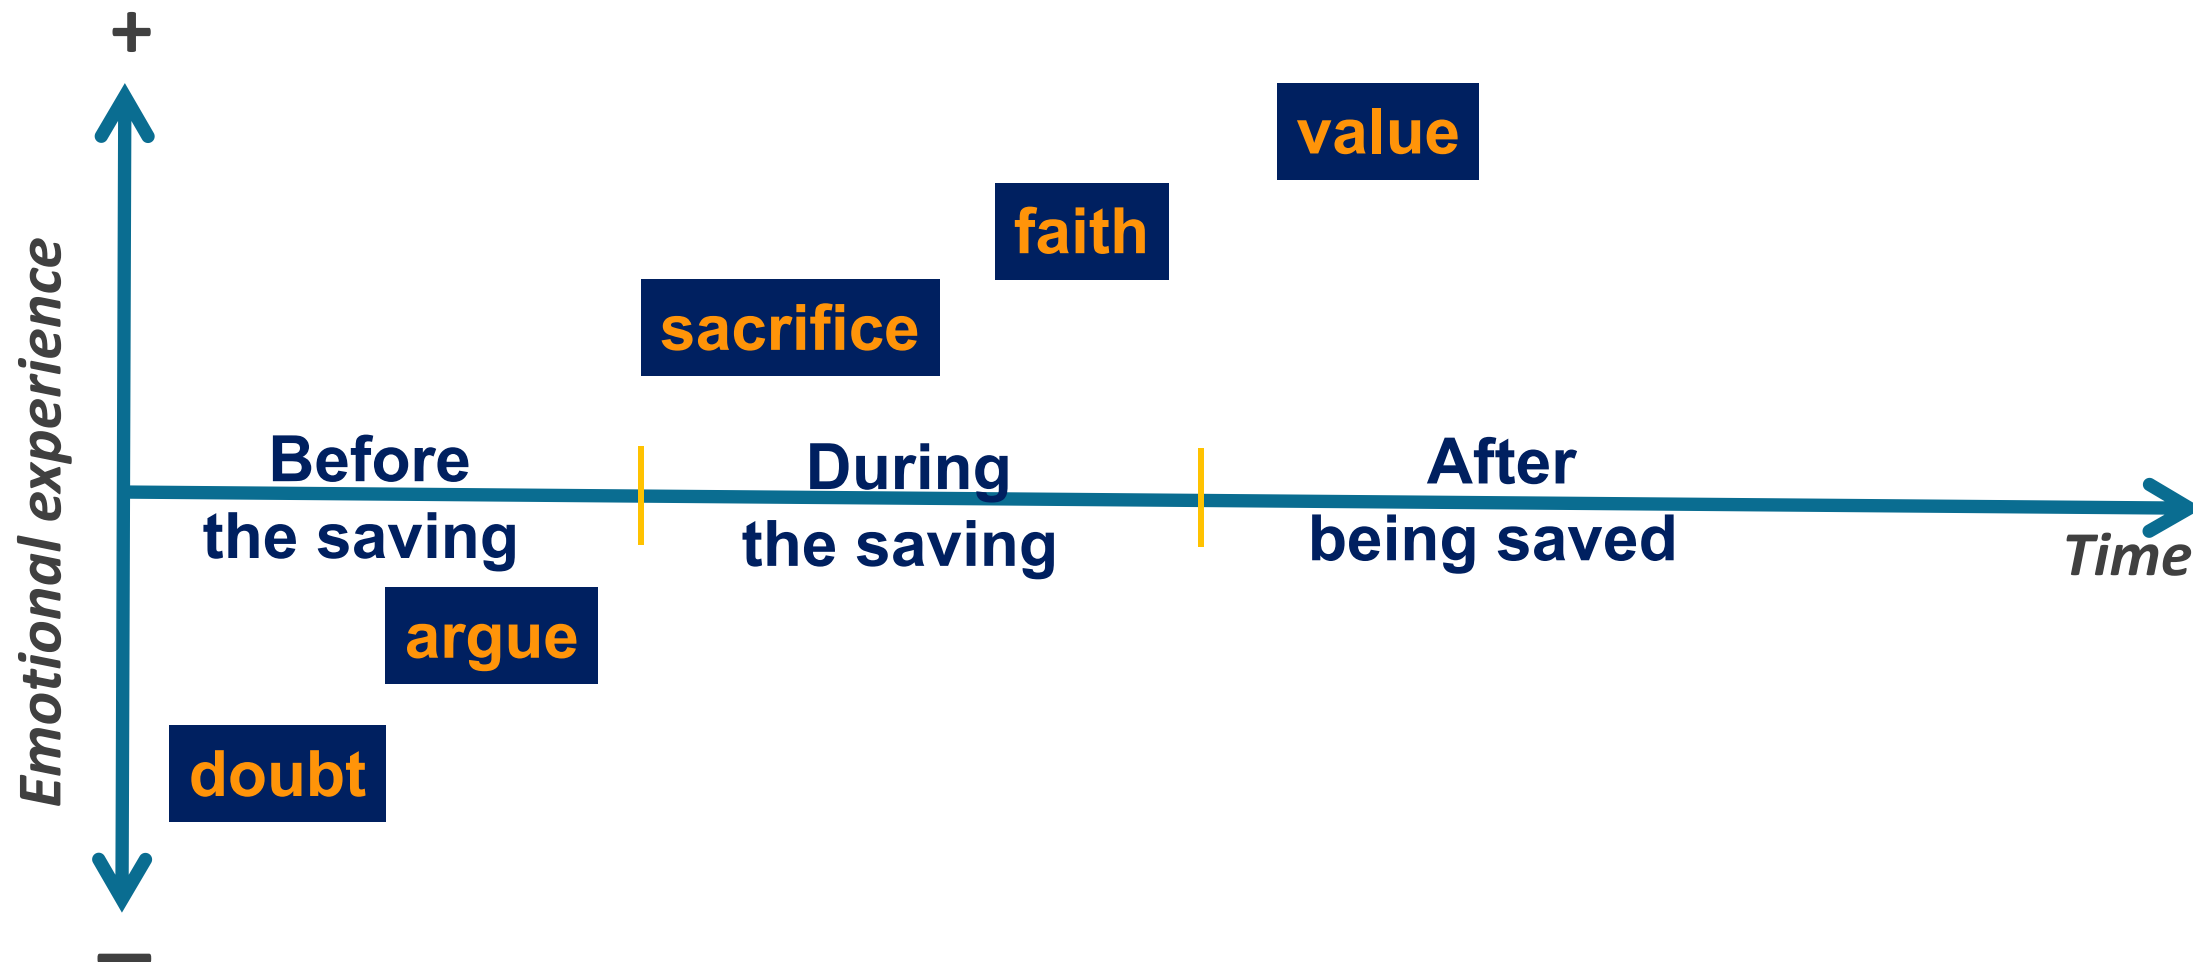 +
value
faith
sacrifice
Emotional experience
Before
the saving
During
the saving
After
being saved
Time
argue
doubt
–